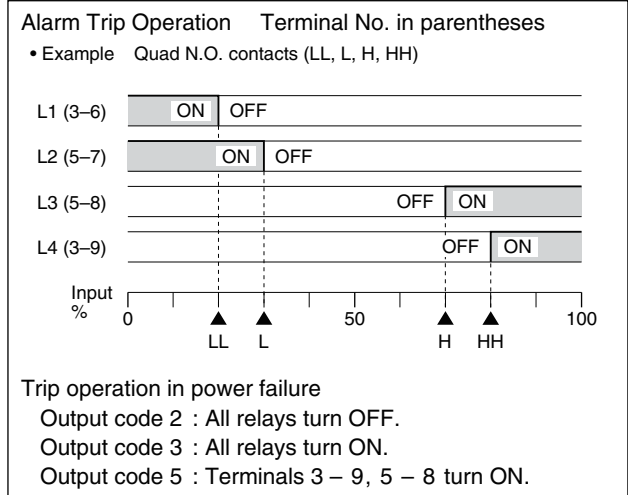 Alarm Trip Operation Terminal No. in parentheses
• Example Quad N.O. contacts (LL, L, H, HH)
L1 (3–6) ON OFF
L2 (5–7) ON OFF
L3 (5–8) OFF ON
L4 (3–9) OFF ON
Input
%
0 50 100
LL L H HH
Trip operation in power failure
Output code 2 : All relays turn OFF.
Output code 3 : All relays turn ON.
Output code 5 : Terminals 3 – 9, 5 – 8 turn ON.